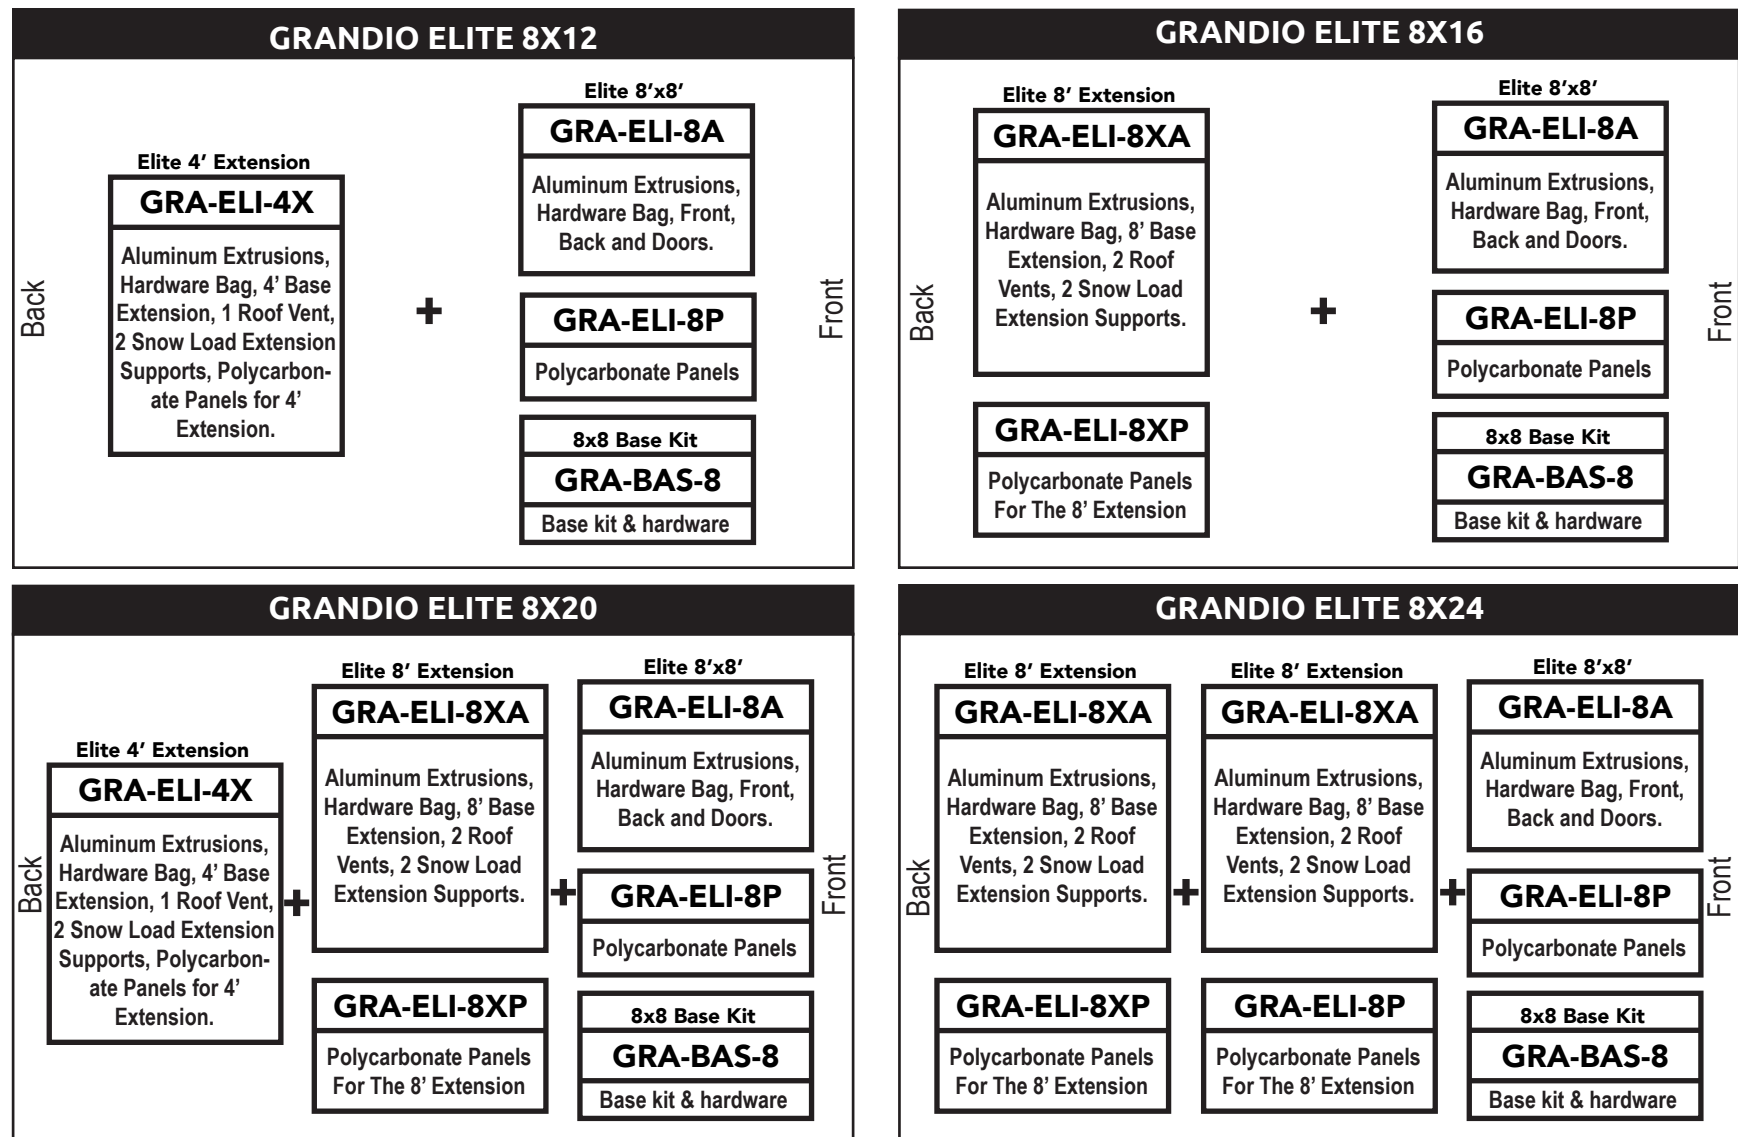 GRANDIO ELITE 8X12
Back
Elite 4’ Extension
GRA-ELI-4X
Aluminum Extrusions,
Hardware Bag, 4’ Base
Extension, 1 Roof Vent,
2 Snow Load Extension
Supports, Polycarbon-
ate Panels for 4’
Extension.
+
Elite 8’x8’
GRA-ELI-8A
Aluminum Extrusions,
Hardware Bag, Front,
Back and Doors.
GRA-ELI-8P
Polycarbonate Panels
8x8 Base Kit
GRA-BAS-8
Base kit & hardware
Front
GRANDIO ELITE 8X16
Back
Elite 8’ Extension
GRA-ELI-8XA
Aluminum Extrusions,
Hardware Bag, 8’ Base
Extension, 2 Roof
Vents, 2 Snow Load
Extension Supports.
GRA-ELI-8XP
Polycarbonate Panels
For The 8’ Extension
+
Elite 8’x8’
GRA-ELI-8A
Aluminum Extrusions,
Hardware Bag, Front,
Back and Doors.
GRA-ELI-8P
Polycarbonate Panels
8x8 Base Kit
GRA-BAS-8
Base kit & hardware
Front
GRANDIO ELITE 8X20
Back
Elite 4’ Extension
GRA-ELI-4X
Aluminum Extrusions,
Hardware Bag, 4’ Base
Extension, 1 Roof Vent,
2 Snow Load Extension
Supports, Polycarbon-
ate Panels for 4’
Extension.
+
Elite 8’ Extension
GRA-ELI-8XA
Aluminum Extrusions,
Hardware Bag, 8’ Base
Extension, 2 Roof
Vents, 2 Snow Load
Extension Supports.
GRA-ELI-8XP
Polycarbonate Panels
For The 8’ Extension
+
Elite 8’x8’
GRA-ELI-8A
Aluminum Extrusions,
Hardware Bag, Front,
Back and Doors.
GRA-ELI-8P
Polycarbonate Panels
8x8 Base Kit
GRA-BAS-8
Base kit & hardware
Front
GRANDIO ELITE 8X24
Back
Elite 8’ Extension
GRA-ELI-8XA
Aluminum Extrusions,
Hardware Bag, 8’ Base
Extension, 2 Roof
Vents, 2 Snow Load
Extension Supports.
GRA-ELI-8XP
Polycarbonate Panels
For The 8’ Extension
+
Elite 8’ Extension
GRA-ELI-8XA
Aluminum Extrusions,
Hardware Bag, 8’ Base
Extension, 2 Roof
Vents, 2 Snow Load
Extension Supports.
GRA-ELI-8P
Polycarbonate Panels
For The 8’ Extension
+
Elite 8’x8’
GRA-ELI-8A
Aluminum Extrusions,
Hardware Bag, Front,
Back and Doors.
GRA-ELI-8P
Polycarbonate Panels
8x8 Base Kit
GRA-BAS-8
Base kit & hardware
Front